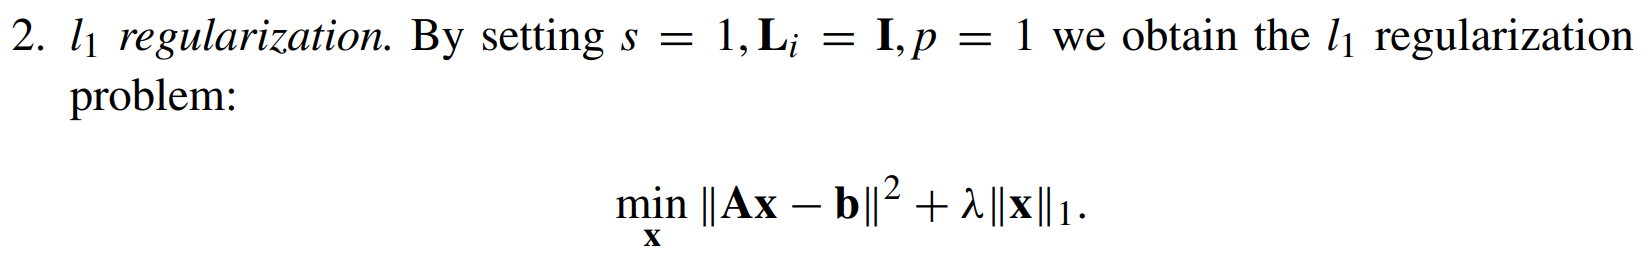 2. l₁ regularization. By setting s = 1, Lᵢ = I, p = 1 we obtain the l₁ regularization
problem:
min ‖Ax − b‖² + λ‖x‖₁.
x